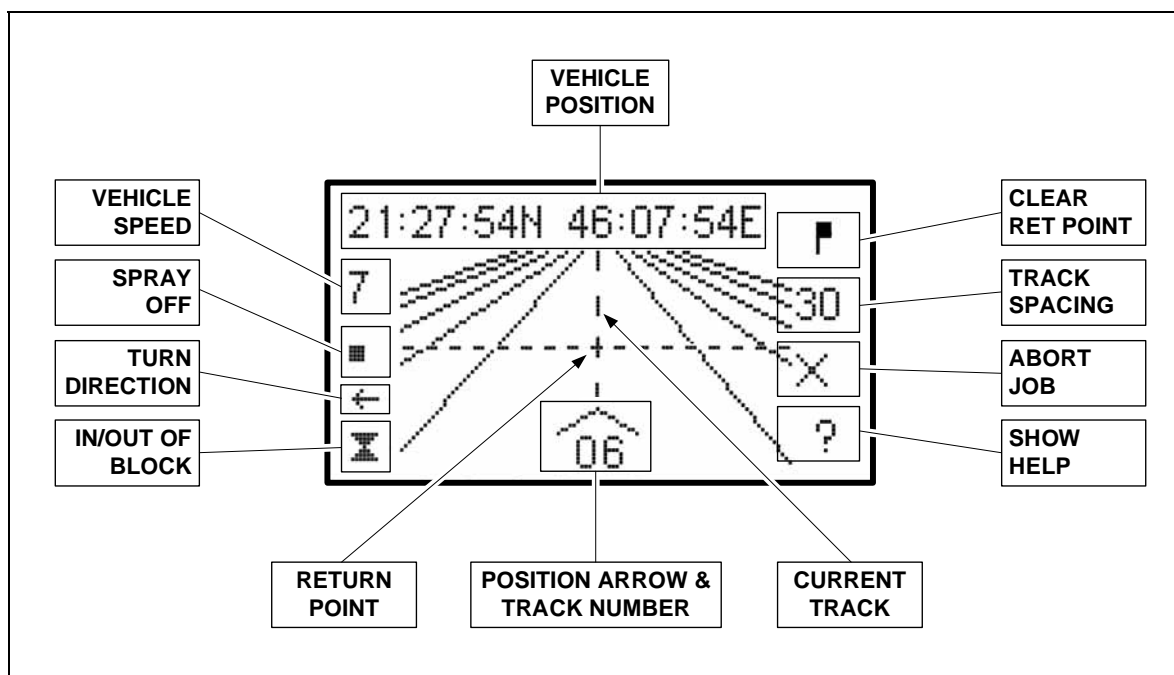 VEHICLE
POSITION
VEHICLE
SPEED
SPRAY
OFF
TURN
DIRECTION
IN/OUT OF
BLOCK
21:27:54N 46:07:54E
7
30
?
06
CLEAR
RET POINT
TRACK
SPACING
ABORT
JOB
SHOW
HELP
RETURN
POINT
POSITION ARROW &
TRACK NUMBER
CURRENT
TRACK